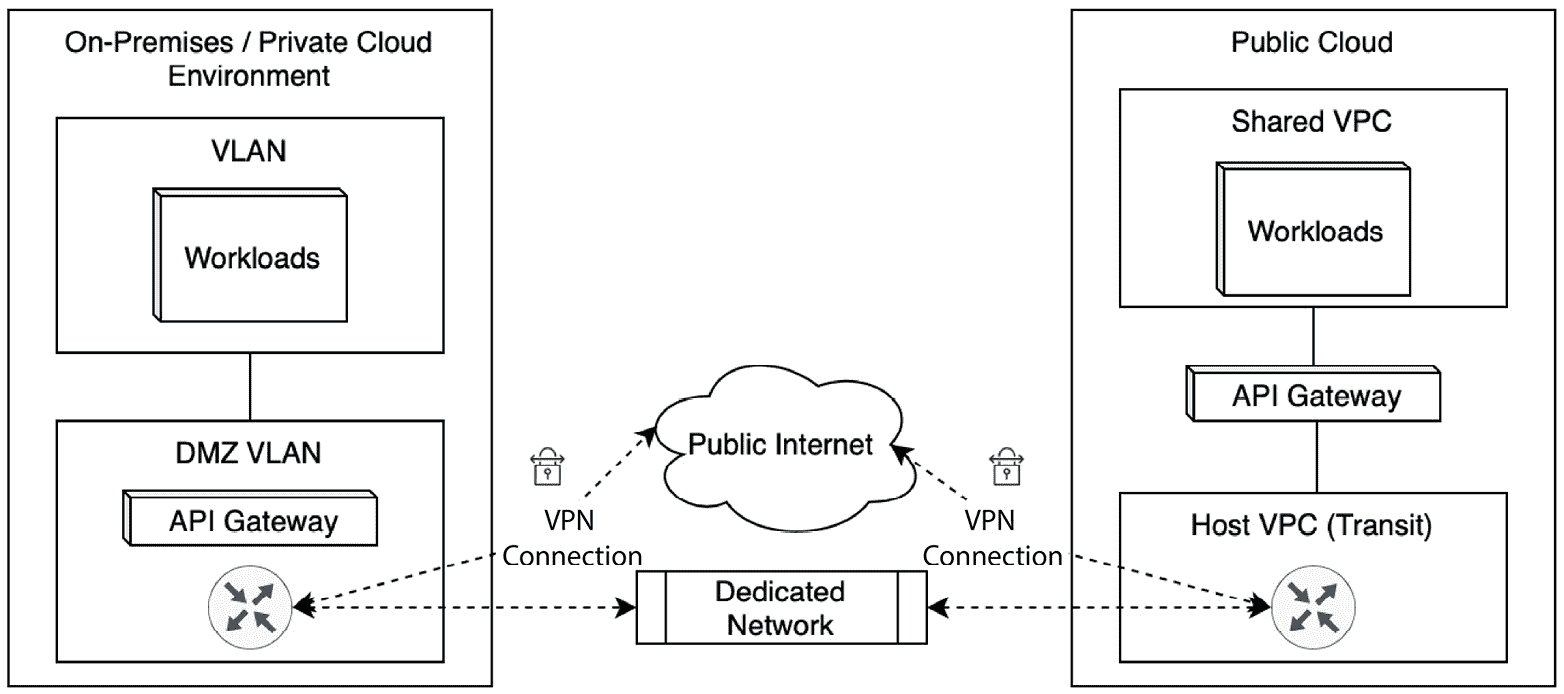 On-Premises / Private Cloud
Environment
VLAN
Workloads
DMZ VLAN
API Gateway
VPN
Connection
Public Internet
VPN
Connection
Dedicated
Network
Public Cloud
Shared VPC
Workloads
API Gateway
Host VPC (Transit)